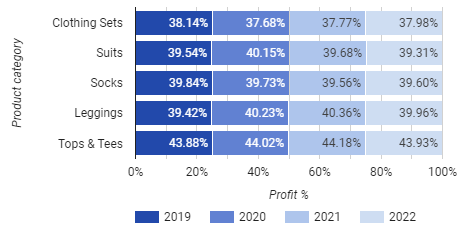 Product category
Clothing Sets 38.14% 37.68% 37.77% 37.98%
Suits 39.54% 40.15% 39.68% 39.31%
Socks 39.84% 39.73% 39.56% 39.60%
Leggings 39.42% 40.23% 40.36% 39.96%
Tops & Tees 43.88% 44.02% 44.18% 43.93%
0% 20% 40% 60% 80% 100%
Profit %
2019 2020 2021 2022